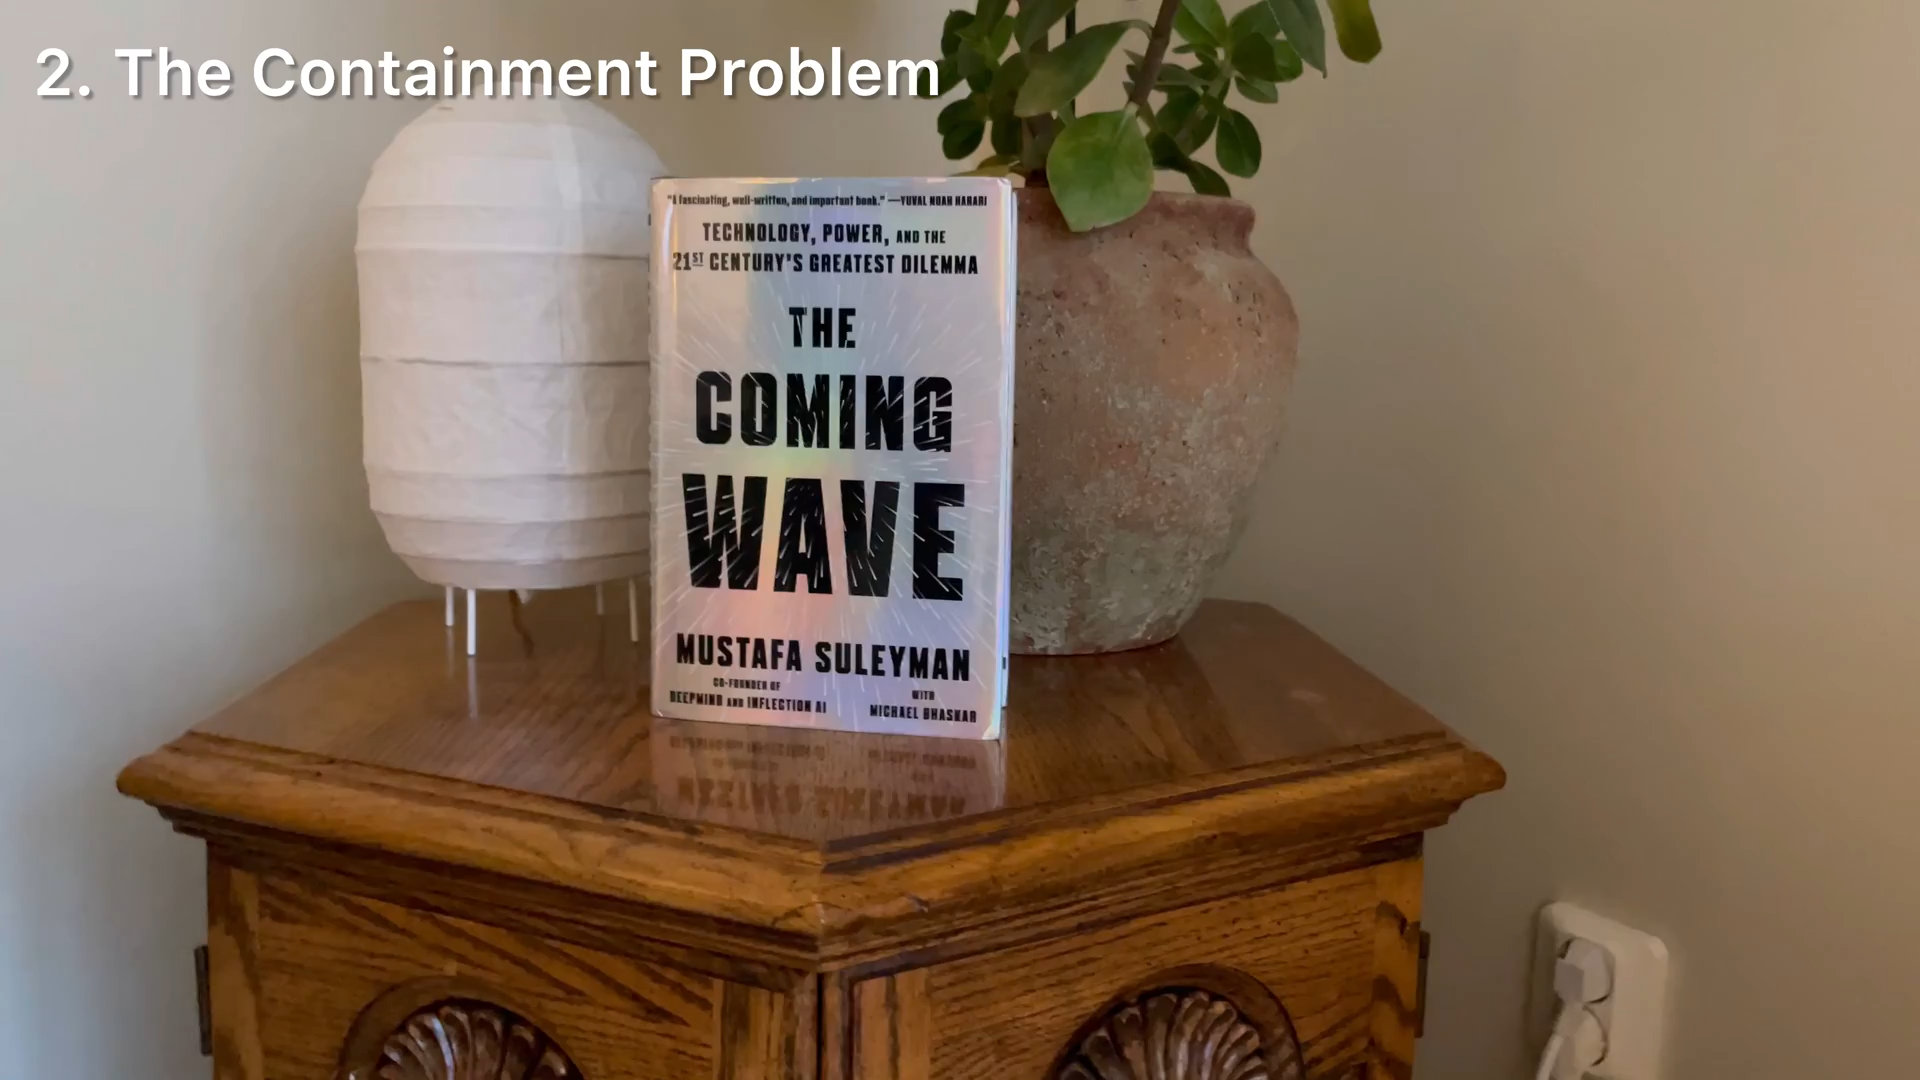 2. The Containment Problem
"A fascinating, well-written, and important book." —YUVAL NOAH HARARI
TECHNOLOGY, POWER, AND THE
21ST CENTURY'S GREATEST DILEMMA
THE
COMING
WAVE
MUSTAFA SULEYMAN
CO-FOUNDER OF
DEEPMIND AND INFLECTION AI
WITH
MICHAEL BHASKAR